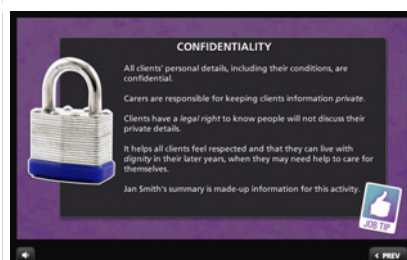 CONFIDENTIALITY
All clients' personal details, including their conditions, are
confidential.
Carers are responsible for keeping clients information private.
Clients have a legal right to know people will not discuss their
private details.
It helps all clients feel respected and that they can live with
dignity in their later years, when they may need help to care for
themselves.
Jan Smith's summary is made-up information for this activity.
JOB TIP
< PREV